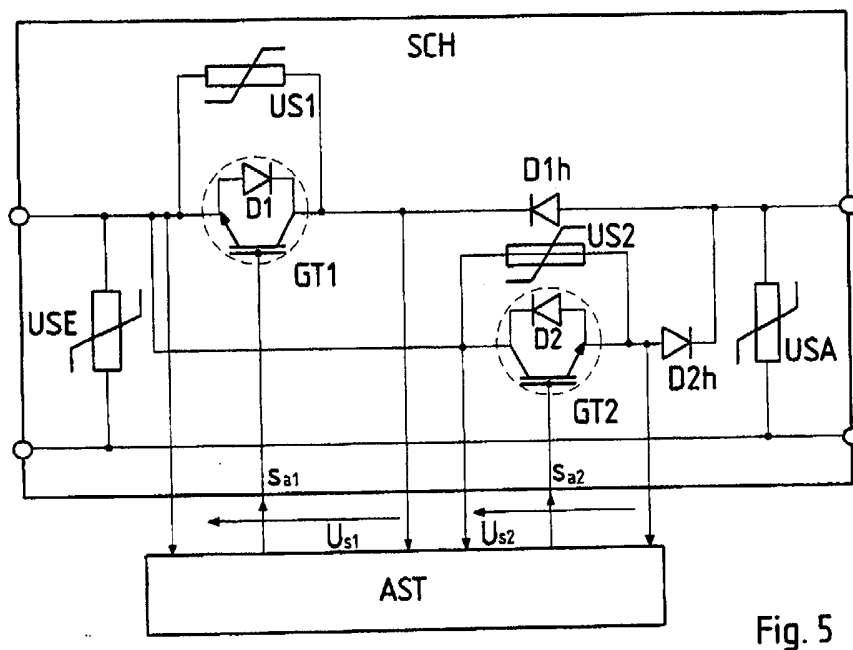 SCH
US1
D1
D1h
GT1
US2
USE
D2
D2h
USA
GT2
sa1
sa2
Us1
Us2
AST
Fig. 5